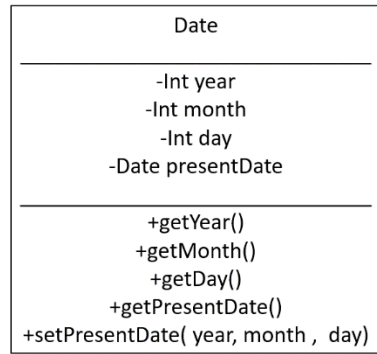 Date
-Int year
-Int month
-Int day
-Date presentDate
+getYear()
+getMonth()
+getDay()
+getPresentDate()
+setPresentDate( year, month ,  day)